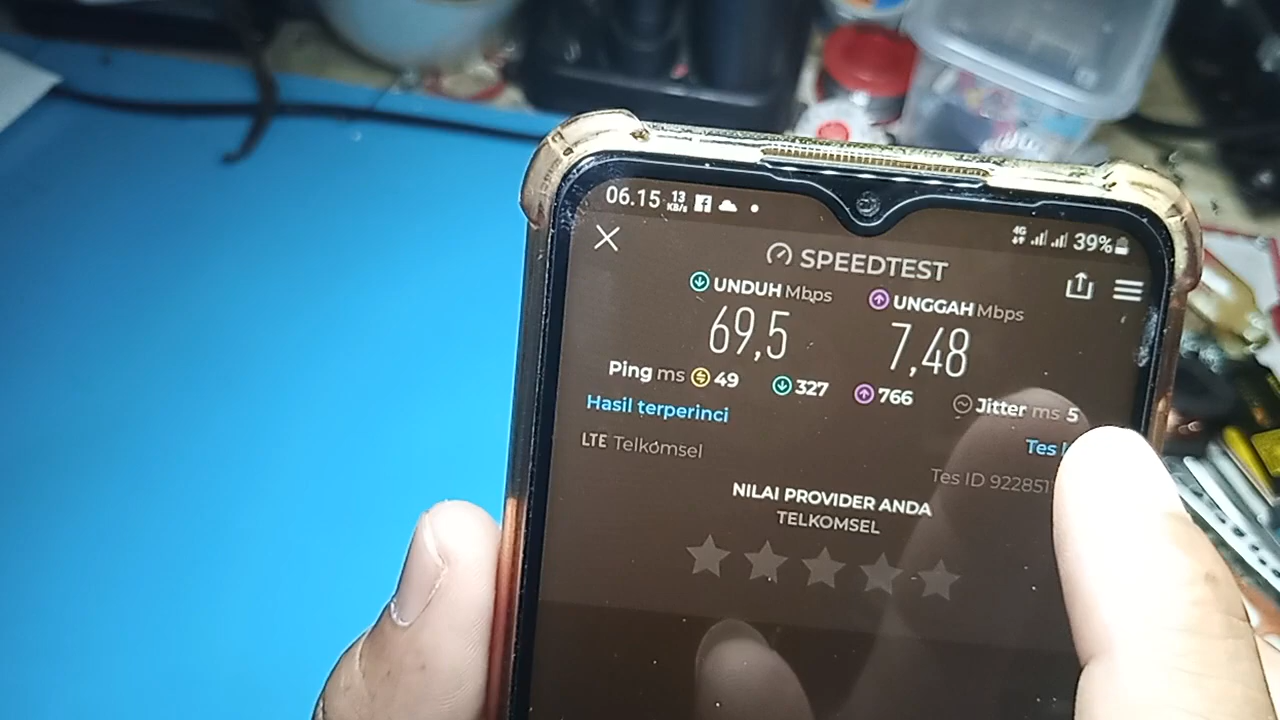 06.15 13 KB/s 4G 39%
SPEEDTEST
UNDUH Mbps UNGGAH Mbps
69,5 7,48
Ping ms 49 327 766 Jitter ms 5
Hasil terperinci
LTE Telkomsel Tes
Tes ID 922851
NILAI PROVIDER ANDA
TELKOMSEL